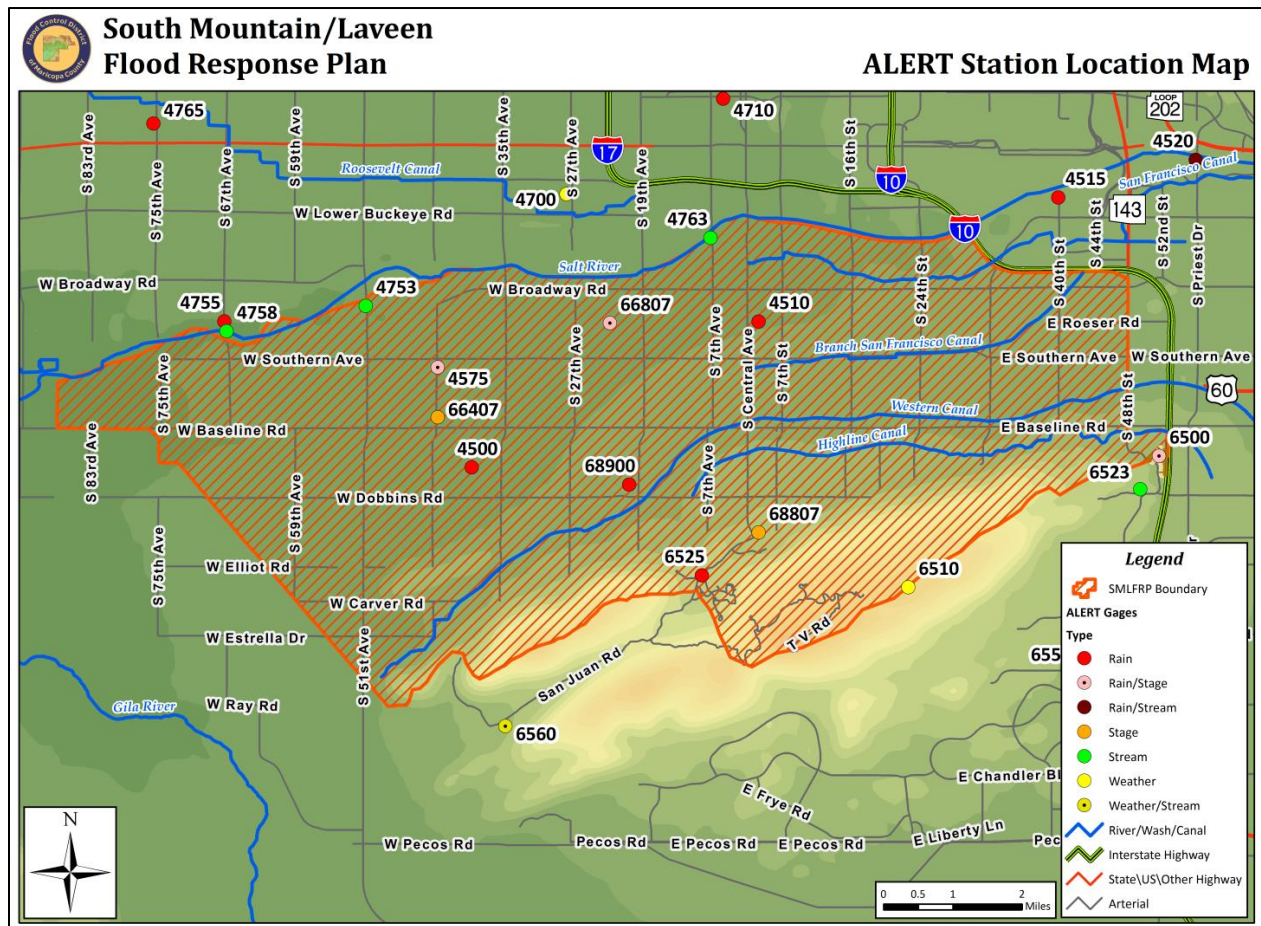 Flood Control District
of Maricopa County
South Mountain/Laveen
Flood Response Plan
ALERT Station Location Map
4765
4710
LOOP
202
4520
S 83rd Ave
S 75th Ave
S 67th Ave
S 59th Ave
S 35th Ave
S 27th Ave
17
S 19th Ave
S 16th St
10
Roosevelt Canal
San Francisco Canal
4700
4515
143
S 44th St
S 52nd St
W Lower Buckeye Rd
4763
10
S Priest Dr
S 40th St
Salt River
W Broadway Rd
W Broadway Rd
S 24th St
4755
4758
4753
66807
4510
E Roeser Rd
S 7th Ave
S Central Ave
S 7th St
Branch San Francisco Canal
W Southern Ave
E Southern Ave
W Southern Ave
S 27th Ave
4575
S 75th Ave
66407
60
Western Canal
S 48th St
W Baseline Rd
E Baseline Rd
Highline Canal
6500
S 83rd Ave
4500
68900
S 7th Ave
6523
W Dobbins Rd
S 59th Ave
68807
S 75th Ave
W Elliot Rd
6525
6510
W Carver Rd
W Estrella Dr
T V Rd
655
S 51st Ave
San Juan Rd
Gila River
W Ray Rd
6560
E Chandler Bl
E Frye Rd
E Liberty Ln
W Pecos Rd
Pecos Rd
E Pecos Rd
E Pecos Rd
Pec
N
0 0.5 1 2
Miles
Legend
SMLFRP Boundary
ALERT Gages
Type
Rain
Rain/Stage
Rain/Stream
Stage
Stream
Weather
Weather/Stream
River/Wash/Canal
Interstate Highway
State\US\Other Highway
Arterial